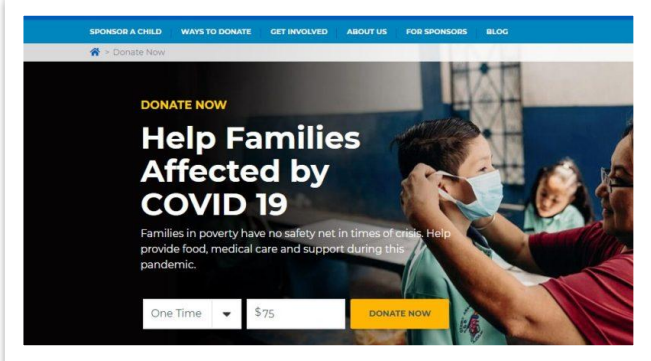 SPONSOR A CHILD WAYS TO DONATE GET INVOLVED ABOUT US FOR SPONSORS BLOG
> Donate Now
DONATE NOW
Help Families
Affected by
COVID 19
Families in poverty have no safety net in times of crisis. Help
provide food, medical care and support during this
pandemic.
One Time $75 DONATE NOW